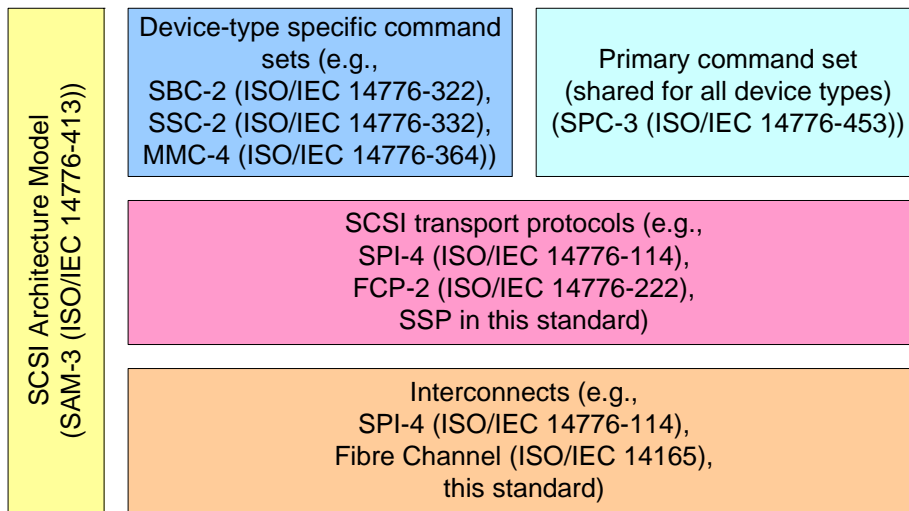 SCSI Architecture Model
(SAM-3 (ISO/IEC 14776-413))
Device-type specific command
sets (e.g.,
SBC-2 (ISO/IEC 14776-322),
SSC-2 (ISO/IEC 14776-332),
MMC-4 (ISO/IEC 14776-364))
Primary command set
(shared for all device types)
(SPC-3 (ISO/IEC 14776-453))
SCSI transport protocols (e.g.,
SPI-4 (ISO/IEC 14776-114),
FCP-2 (ISO/IEC 14776-222),
SSP in this standard)
Interconnects (e.g.,
SPI-4 (ISO/IEC 14776-114),
Fibre Channel (ISO/IEC 14165),
this standard)